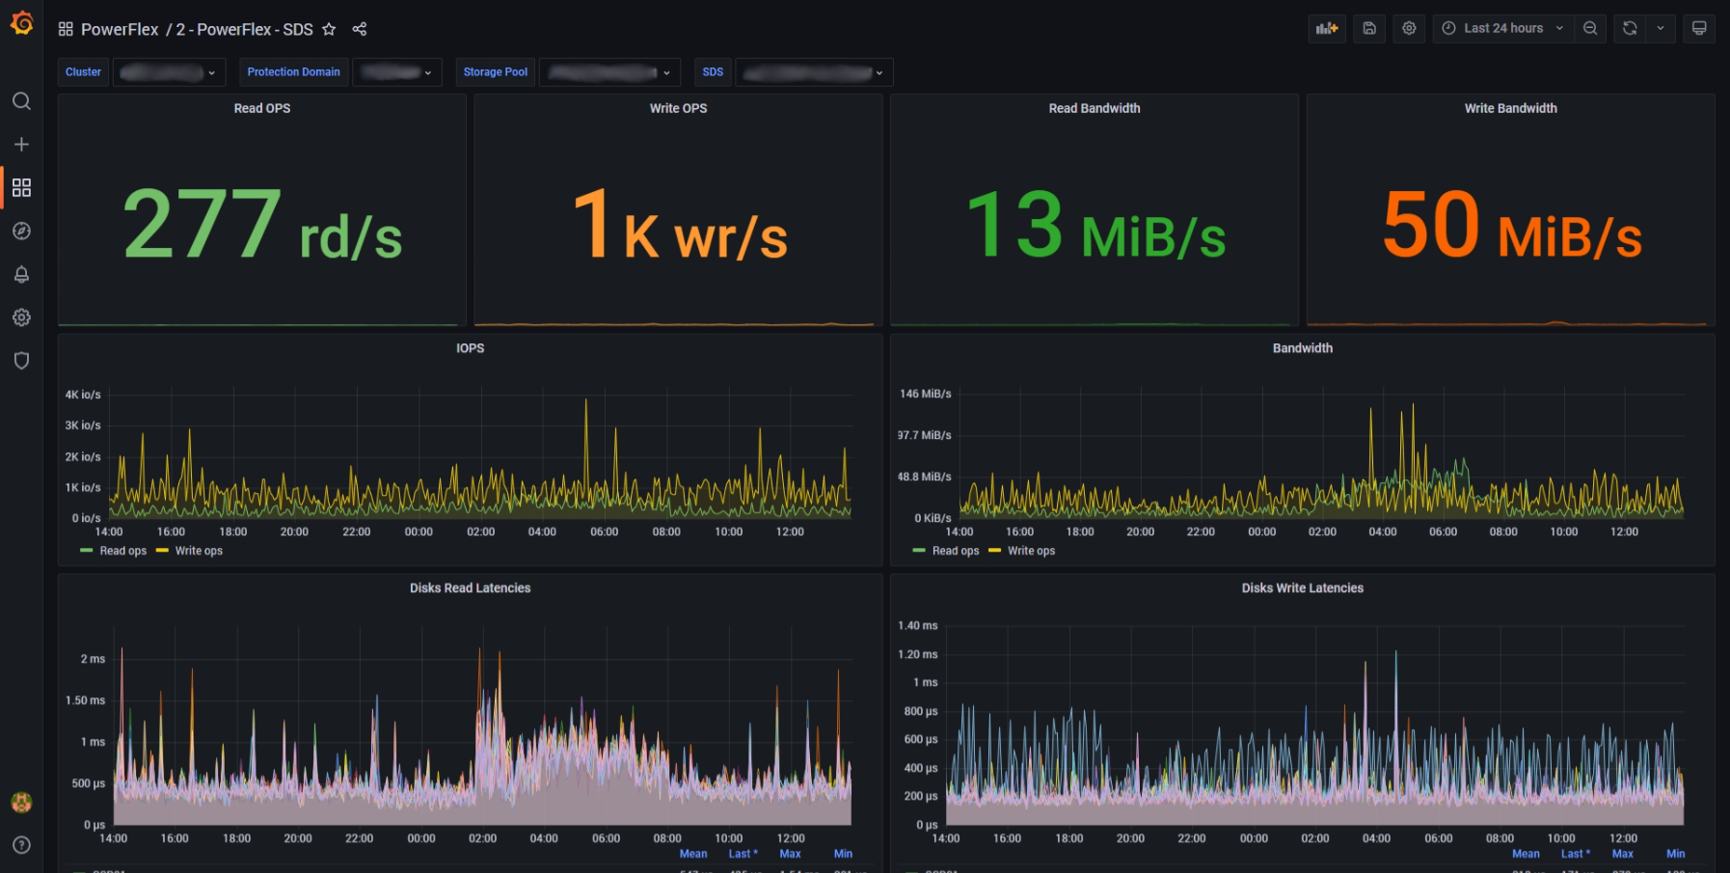 PowerFlex / 2 - PowerFlex - SDS
Last 24 hours
Cluster
Protection Domain
Storage Pool
SDS
Read OPS
277 rd/s
Write OPS
1K wr/s
Read Bandwidth
13 MiB/s
Write Bandwidth
50 MiB/s
IOPS
4K io/s
3K io/s
2K io/s
1K io/s
0 io/s
14:00 16:00 18:00 20:00 22:00 00:00 02:00 04:00 06:00 08:00 10:00 12:00
Read ops Write ops
Bandwidth
146 MiB/s
97.7 MiB/s
48.8 MiB/s
0 KiB/s
14:00 16:00 18:00 20:00 22:00 00:00 02:00 04:00 06:00 08:00 10:00 12:00
Read ops Write ops
Disks Read Latencies
2 ms
1.50 ms
1 ms
500 µs
0 µs
14:00 16:00 18:00 20:00 22:00 00:00 02:00 04:00 06:00 08:00 10:00 12:00
Mean Last * Max Min
Disks Write Latencies
1.40 ms
1.20 ms
1 ms
800 µs
600 µs
400 µs
200 µs
0 µs
14:00 16:00 18:00 20:00 22:00 00:00 02:00 04:00 06:00 08:00 10:00 12:00
Mean Last * Max Min